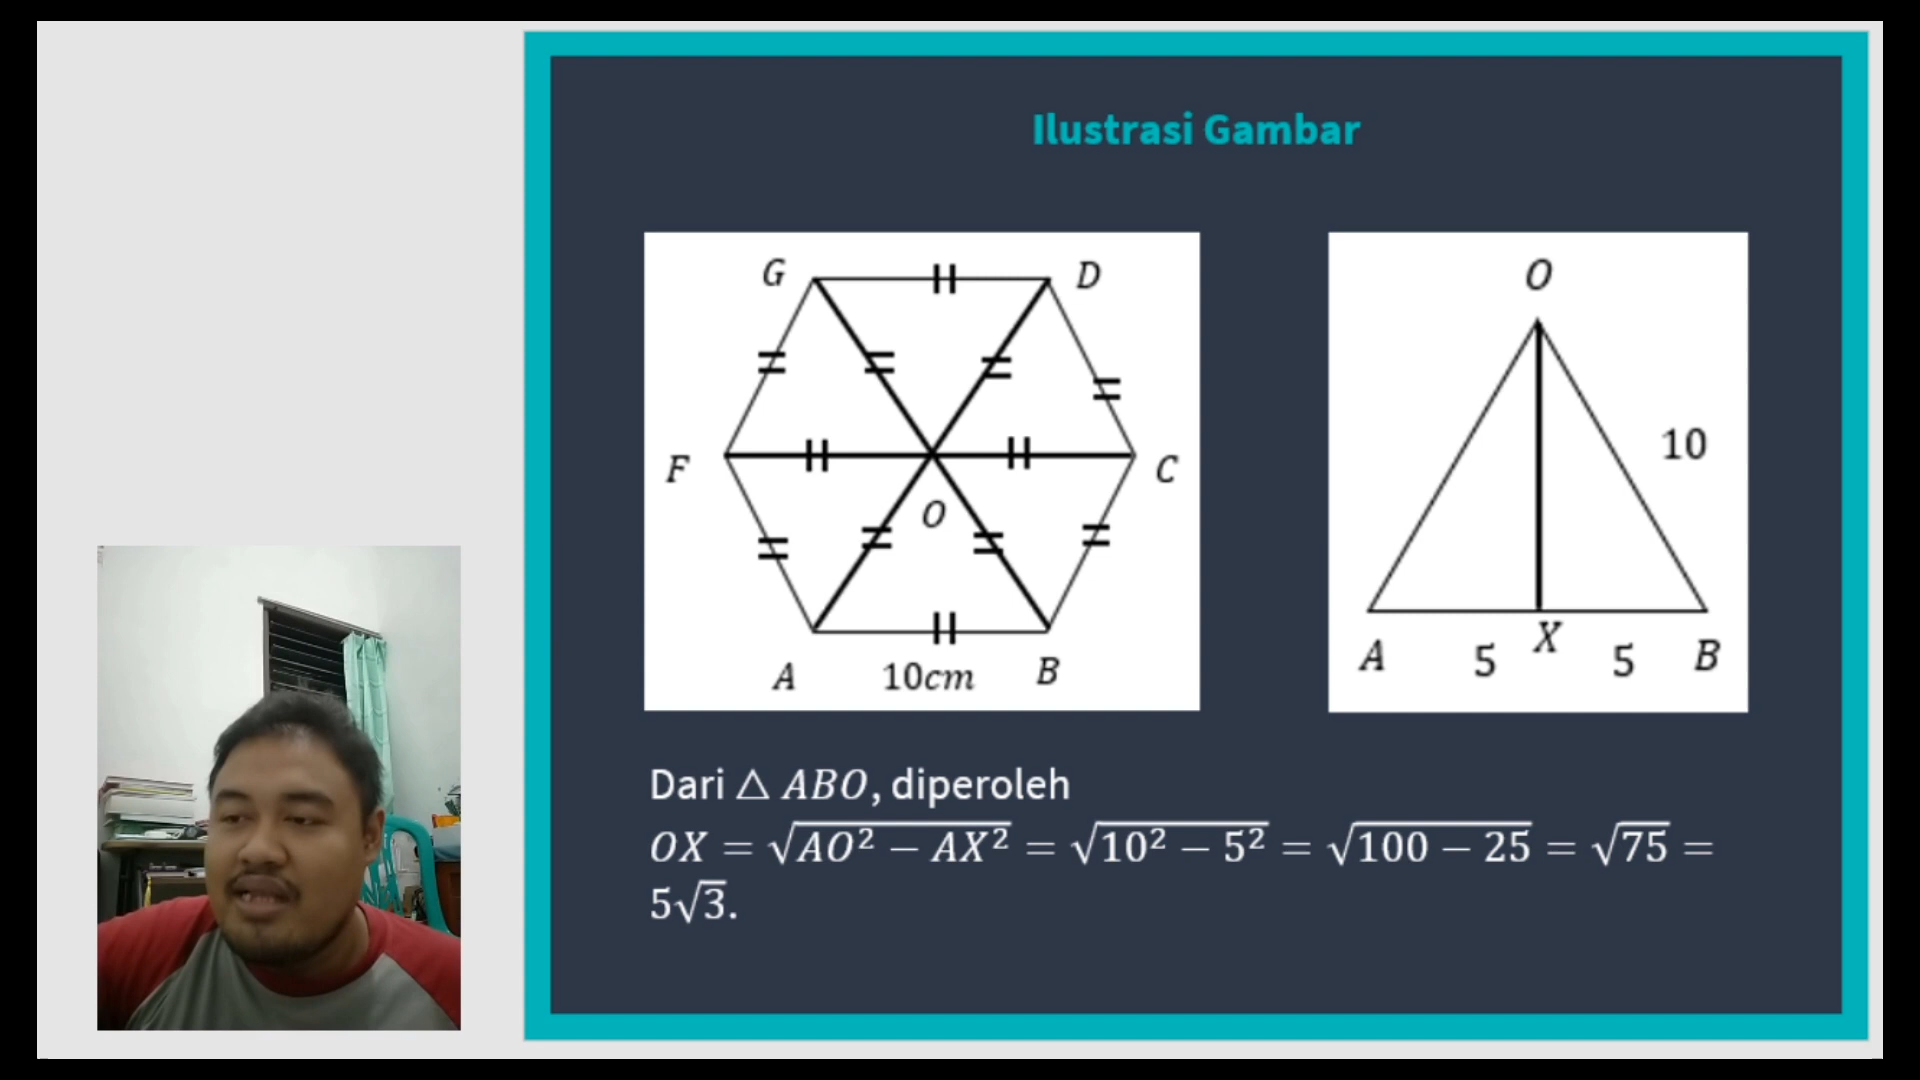 Ilustrasi Gambar
G D
F C
O
A 10cm B
O
10
A 5 X 5 B
Dari △ ABO, diperoleh
OX = √AO² − AX² = √10² − 5² = √100 − 25 = √75 =
5√3.